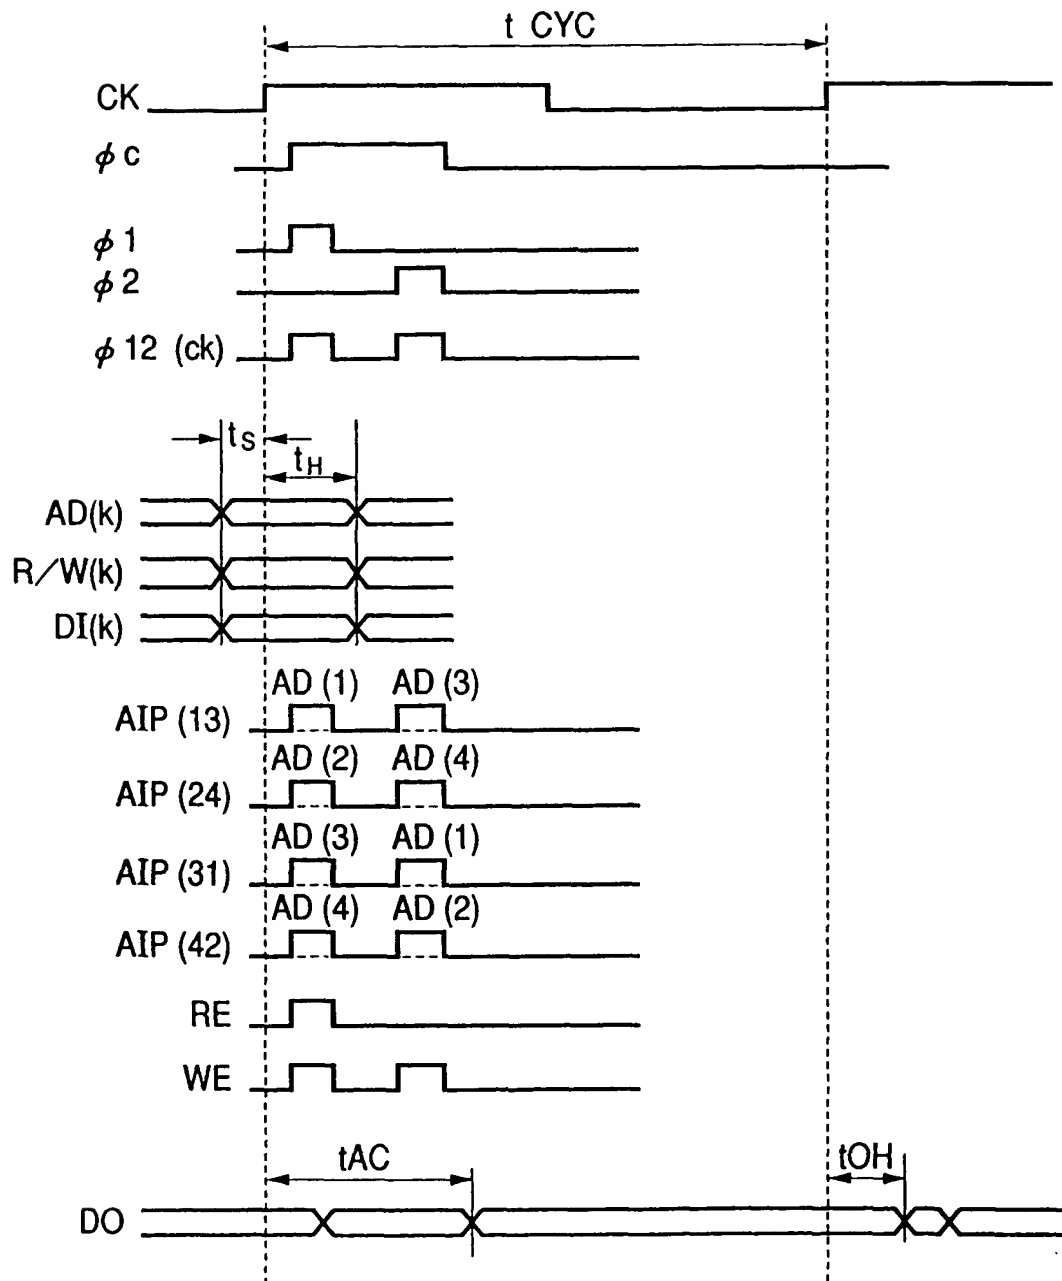 t CYC
CK
ϕ c
ϕ 1
ϕ 2
ϕ 12 (ck)
tS
tH
AD(k)
R/W(k)
DI(k)
AD (1) AD (3)
AIP (13)
AD (2) AD (4)
AIP (24)
AD (3) AD (1)
AIP (31)
AD (4) AD (2)
AIP (42)
RE
WE
tAC tOH
DO